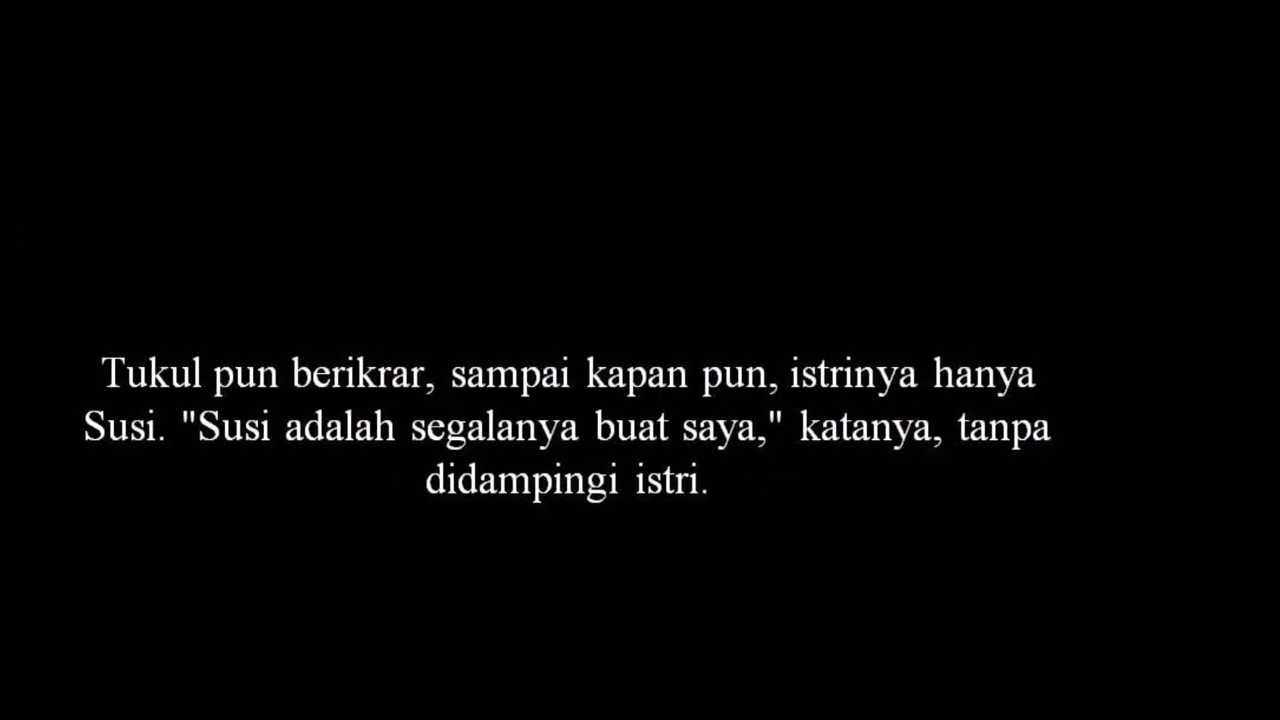 Tukul pun berikrar, sampai kapan pun, istrinya hanya
Susi. "Susi adalah segalanya buat saya," katanya, tanpa
didampingi istri.